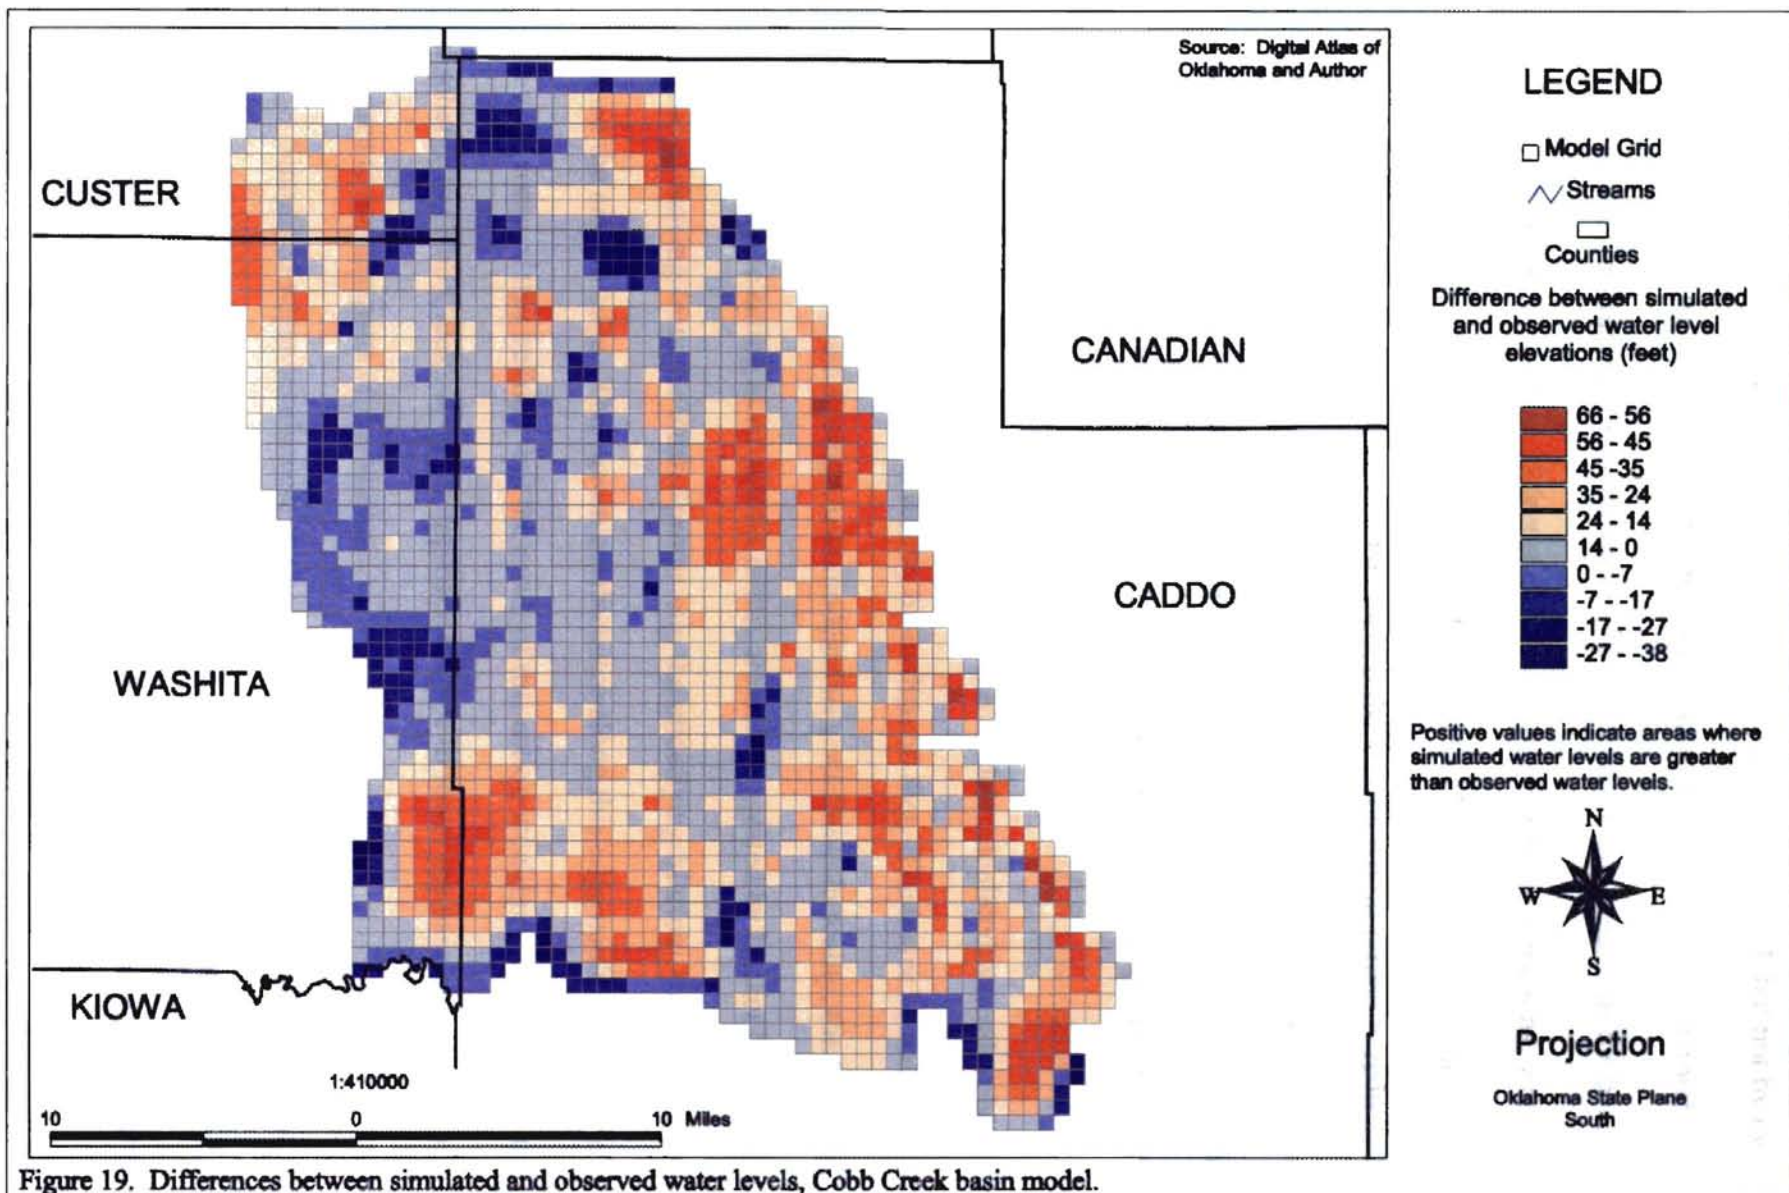 Source: Digital Atlas of
Oklahoma and Author
CUSTER
CANADIAN
CADDO
WASHITA
KIOWA
1:410000
10 0 10 Miles
LEGEND
Model Grid
Streams
Counties
Difference between simulated
and observed water level
elevations (feet)
66 - 56
56 - 45
45 -35
35 - 24
24 - 14
14 - 0
0 - -7
-7 - -17
-17 - -27
-27 - -38
Positive values indicate areas where
simulated water levels are greater
than observed water levels.
N
W E
S
Projection
Oklahoma State Plane
South
Figure 19. Differences between simulated and observed water levels, Cobb Creek basin model.